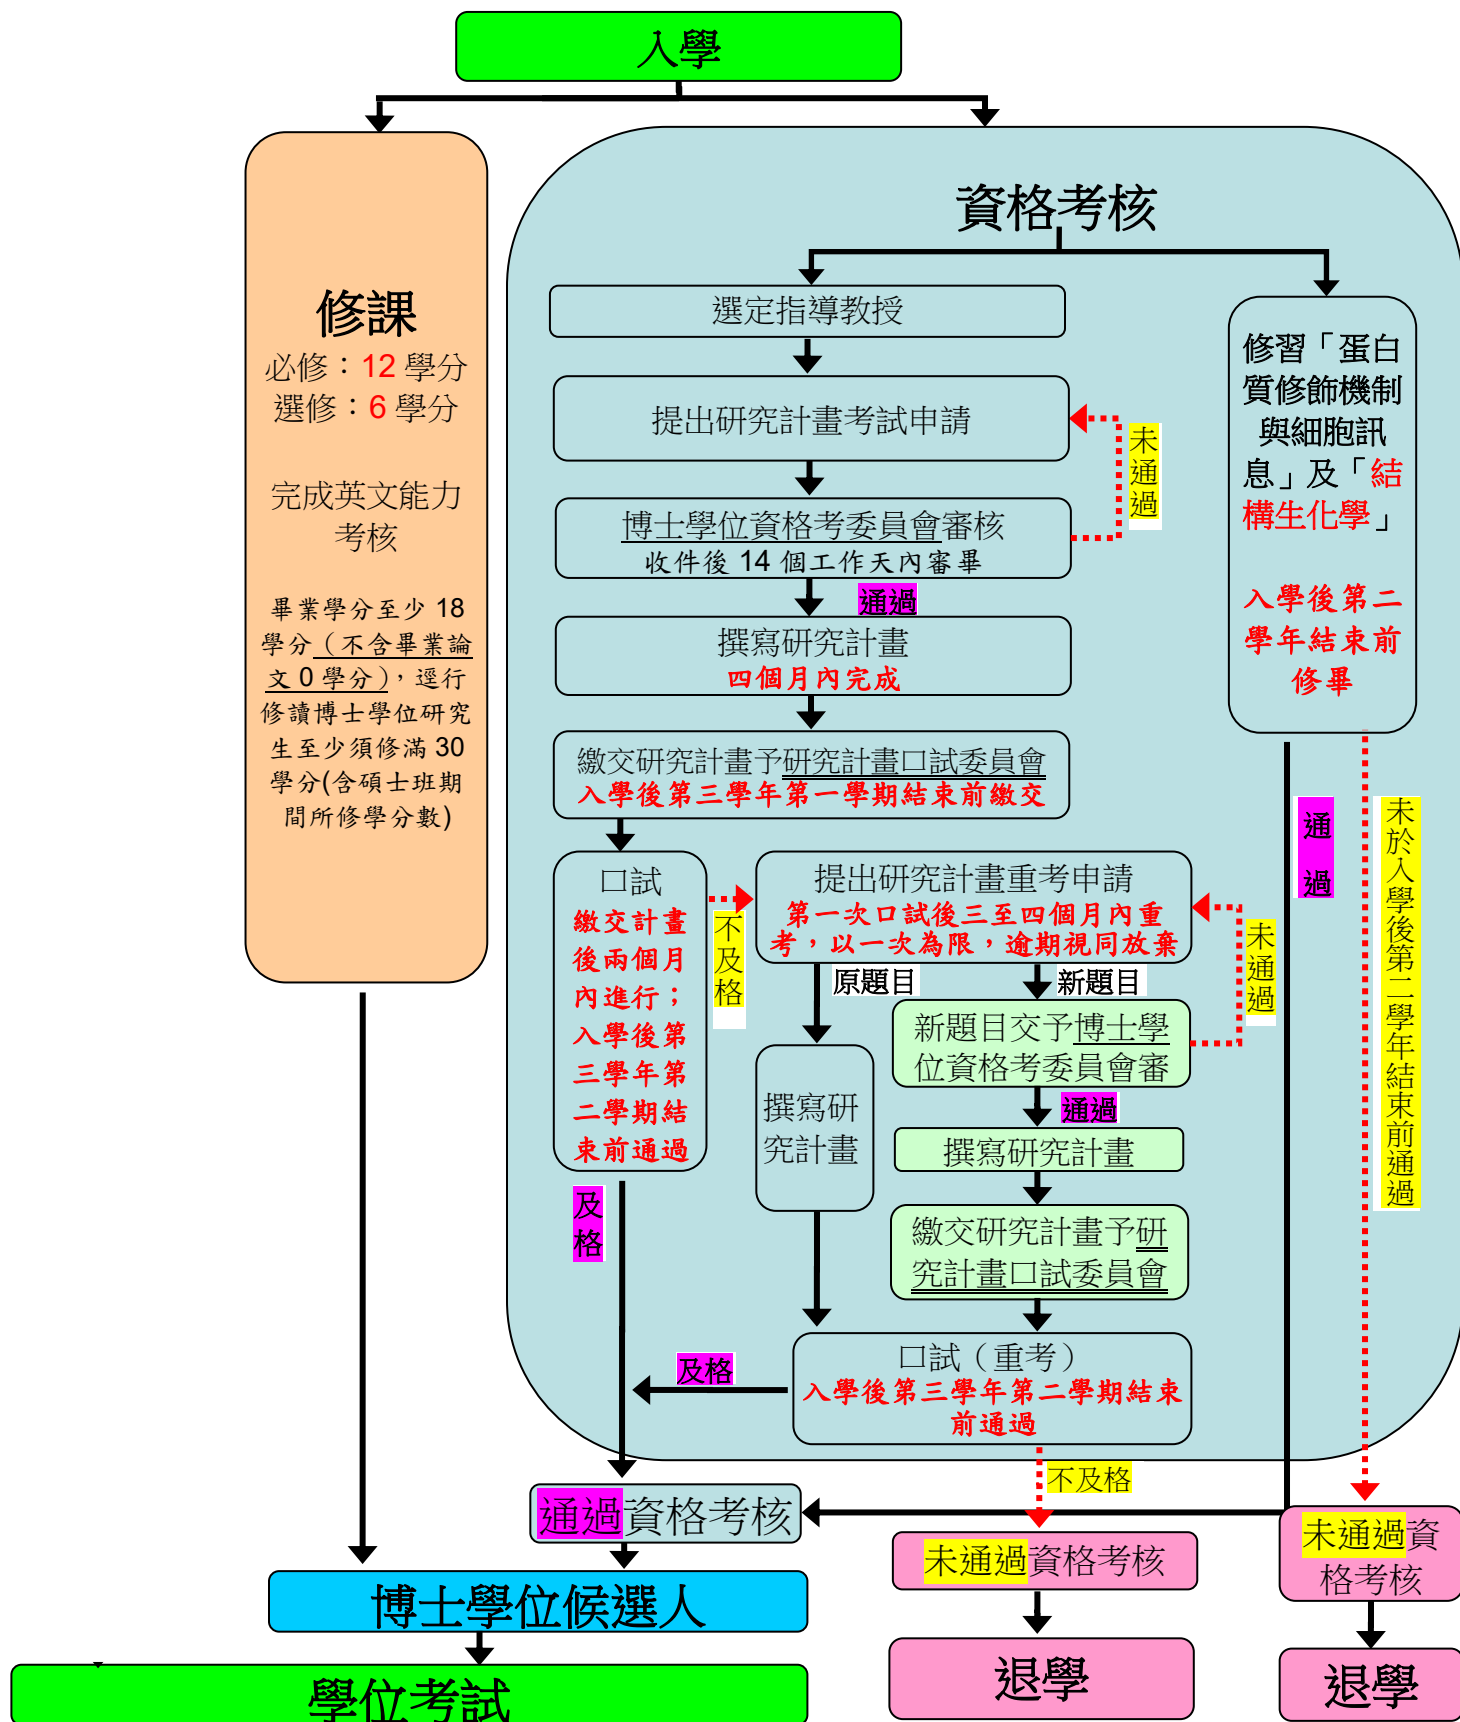 入學
修課
必修：12 學分
選修：6 學分
完成英文能力
考核
畢業學分至少 18
學分（不含畢業論
文 0 學分），逕行
修讀博士學位研究
生至少須修滿 30
學分(含碩士班期
間所修學分數)
資格考核
選定指導教授
提出研究計畫考試申請
未通過
博士學位資格考委員會審核
收件後 14 個工作天內審畢
通過
撰寫研究計畫
四個月內完成
繳交研究計畫予研究計畫口試委員會
入學後第三學年第一學期結束前繳交
口試
繳交計畫
後兩個月
內進行；
入學後第
三學年第
二學期結
束前通過
不及格
及格
提出研究計畫重考申請
第一次口試後三至四個月內重
考，以一次為限，逾期視同放棄
原題目
新題目
未通過
撰寫研
究計畫
新題目交予博士學
位資格考委員會審
通過
撰寫研究計畫
繳交研究計畫予研
究計畫口試委員會
口試（重考）
入學後第三學年第二學期結束
前通過
及格
不及格
修習「蛋白
質修飾機制
與細胞訊
息」及「結
構生化學」
入學後第二
學年結束前
修畢
通過
未於入學後第二學年結束前通過
通過資格考核
未通過資格考核
未通過資
格考核
博士學位候選人
退學
退學
學位考試